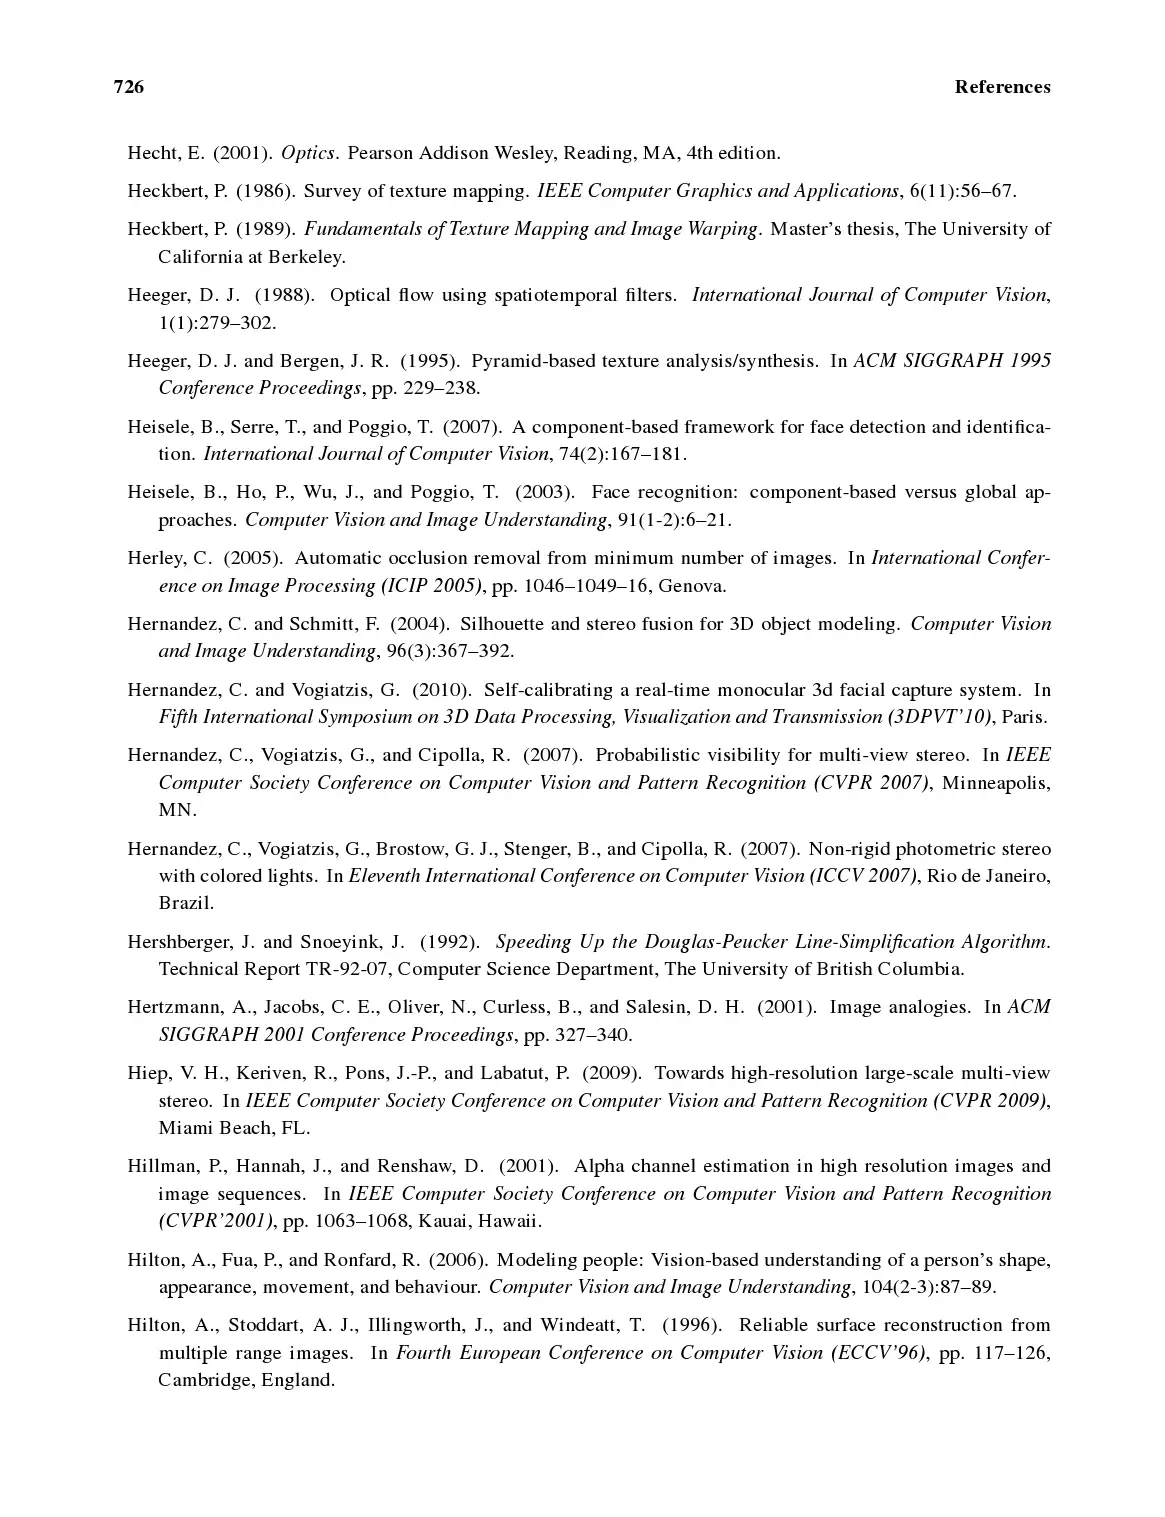 726 References
Hecht, E. (2001). Optics. Pearson Addison Wesley, Reading, MA, 4th edition.
Heckbert, P. (1986). Survey of texture mapping. IEEE Computer Graphics and Applications, 6(11):56–67.
Heckbert, P. (1989). Fundamentals of Texture Mapping and Image Warping. Master's thesis, The University of
California at Berkeley.
Heeger, D. J. (1988). Optical flow using spatiotemporal filters. International Journal of Computer Vision,
1(1):279–302.
Heeger, D. J. and Bergen, J. R. (1995). Pyramid-based texture analysis/synthesis. In ACM SIGGRAPH 1995
Conference Proceedings, pp. 229–238.
Heisele, B., Serre, T., and Poggio, T. (2007). A component-based framework for face detection and identifica-
tion. International Journal of Computer Vision, 74(2):167–181.
Heisele, B., Ho, P., Wu, J., and Poggio, T. (2003). Face recognition: component-based versus global ap-
proaches. Computer Vision and Image Understanding, 91(1-2):6–21.
Herley, C. (2005). Automatic occlusion removal from minimum number of images. In International Confer-
ence on Image Processing (ICIP 2005), pp. 1046–1049–16, Genova.
Hernandez, C. and Schmitt, F. (2004). Silhouette and stereo fusion for 3D object modeling. Computer Vision
and Image Understanding, 96(3):367–392.
Hernandez, C. and Vogiatzis, G. (2010). Self-calibrating a real-time monocular 3d facial capture system. In
Fifth International Symposium on 3D Data Processing, Visualization and Transmission (3DPVT'10), Paris.
Hernandez, C., Vogiatzis, G., and Cipolla, R. (2007). Probabilistic visibility for multi-view stereo. In IEEE
Computer Society Conference on Computer Vision and Pattern Recognition (CVPR 2007), Minneapolis,
MN.
Hernandez, C., Vogiatzis, G., Brostow, G. J., Stenger, B., and Cipolla, R. (2007). Non-rigid photometric stereo
with colored lights. In Eleventh International Conference on Computer Vision (ICCV 2007), Rio de Janeiro,
Brazil.
Hershberger, J. and Snoeyink, J. (1992). Speeding Up the Douglas-Peucker Line-Simplification Algorithm.
Technical Report TR-92-07, Computer Science Department, The University of British Columbia.
Hertzmann, A., Jacobs, C. E., Oliver, N., Curless, B., and Salesin, D. H. (2001). Image analogies. In ACM
SIGGRAPH 2001 Conference Proceedings, pp. 327–340.
Hiep, V. H., Keriven, R., Pons, J.-P., and Labatut, P. (2009). Towards high-resolution large-scale multi-view
stereo. In IEEE Computer Society Conference on Computer Vision and Pattern Recognition (CVPR 2009),
Miami Beach, FL.
Hillman, P., Hannah, J., and Renshaw, D. (2001). Alpha channel estimation in high resolution images and
image sequences. In IEEE Computer Society Conference on Computer Vision and Pattern Recognition
(CVPR'2001), pp. 1063–1068, Kauai, Hawaii.
Hilton, A., Fua, P., and Ronfard, R. (2006). Modeling people: Vision-based understanding of a person's shape,
appearance, movement, and behaviour. Computer Vision and Image Understanding, 104(2-3):87–89.
Hilton, A., Stoddart, A. J., Illingworth, J., and Windeatt, T. (1996). Reliable surface reconstruction from
multiple range images. In Fourth European Conference on Computer Vision (ECCV'96), pp. 117–126,
Cambridge, England.